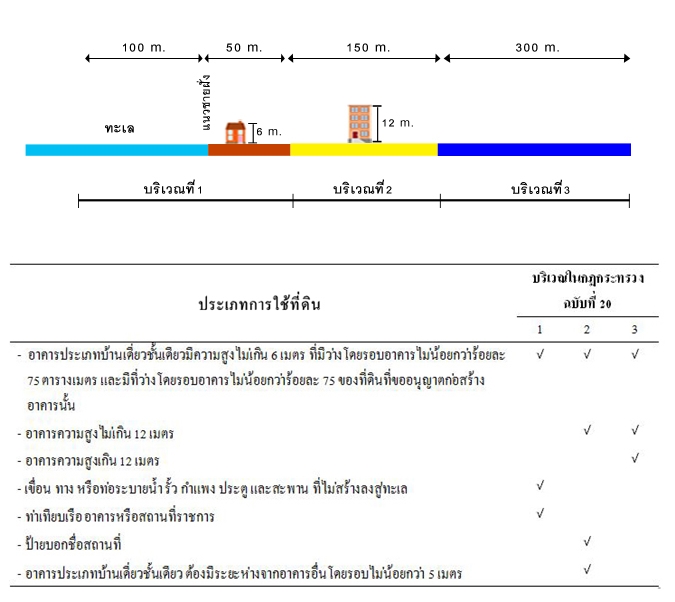 100 m. 50 m. 150 m. 300 m.
แนวชายฝั่ง
ทะเล 6 m. 12 m.
บริเวณที่1 บริเวณที่2 บริเวณที่3
ประเภทการใช้ที่ดิน บริเวณในกฎกระทรวง
ฉบับที่ 20
1 2 3
- อาคารประเภทบ้านเดี่ยวชั้นเดียวมีความสูงไม่เกิน 6 เมตร ที่มีว่างโดยรอบอาคารไม่น้อยกว่าร้อยละ √ √ √
75 ตารางเมตร และมีที่ว่างโดยรอบอาคารไม่น้อยกว่าร้อยละ 75 ของที่ดินที่ขออนุญาตก่อสร้าง
อาคารนั้น
- อาคารความสูงไม่เกิน 12 เมตร √ √
- อาคารความสูงเกิน 12 เมตร √
- เขื่อน ทาง หรือท่อระบายน้ำ รั้ว กำแพง ประตู และสะพาน ที่ไม่สร้างลงสู่ทะเล √
- ท่าเทียบเรือ อาคารหรือสถานที่ราชการ √
- ป้ายบอกชื่อสถานที่ √
- อาคารประเภทบ้านเดี่ยวชั้นเดียว ต้องมีระยะห่างจากอาคารอื่นโดยรอบไม่น้อยกว่า 5 เมตร √